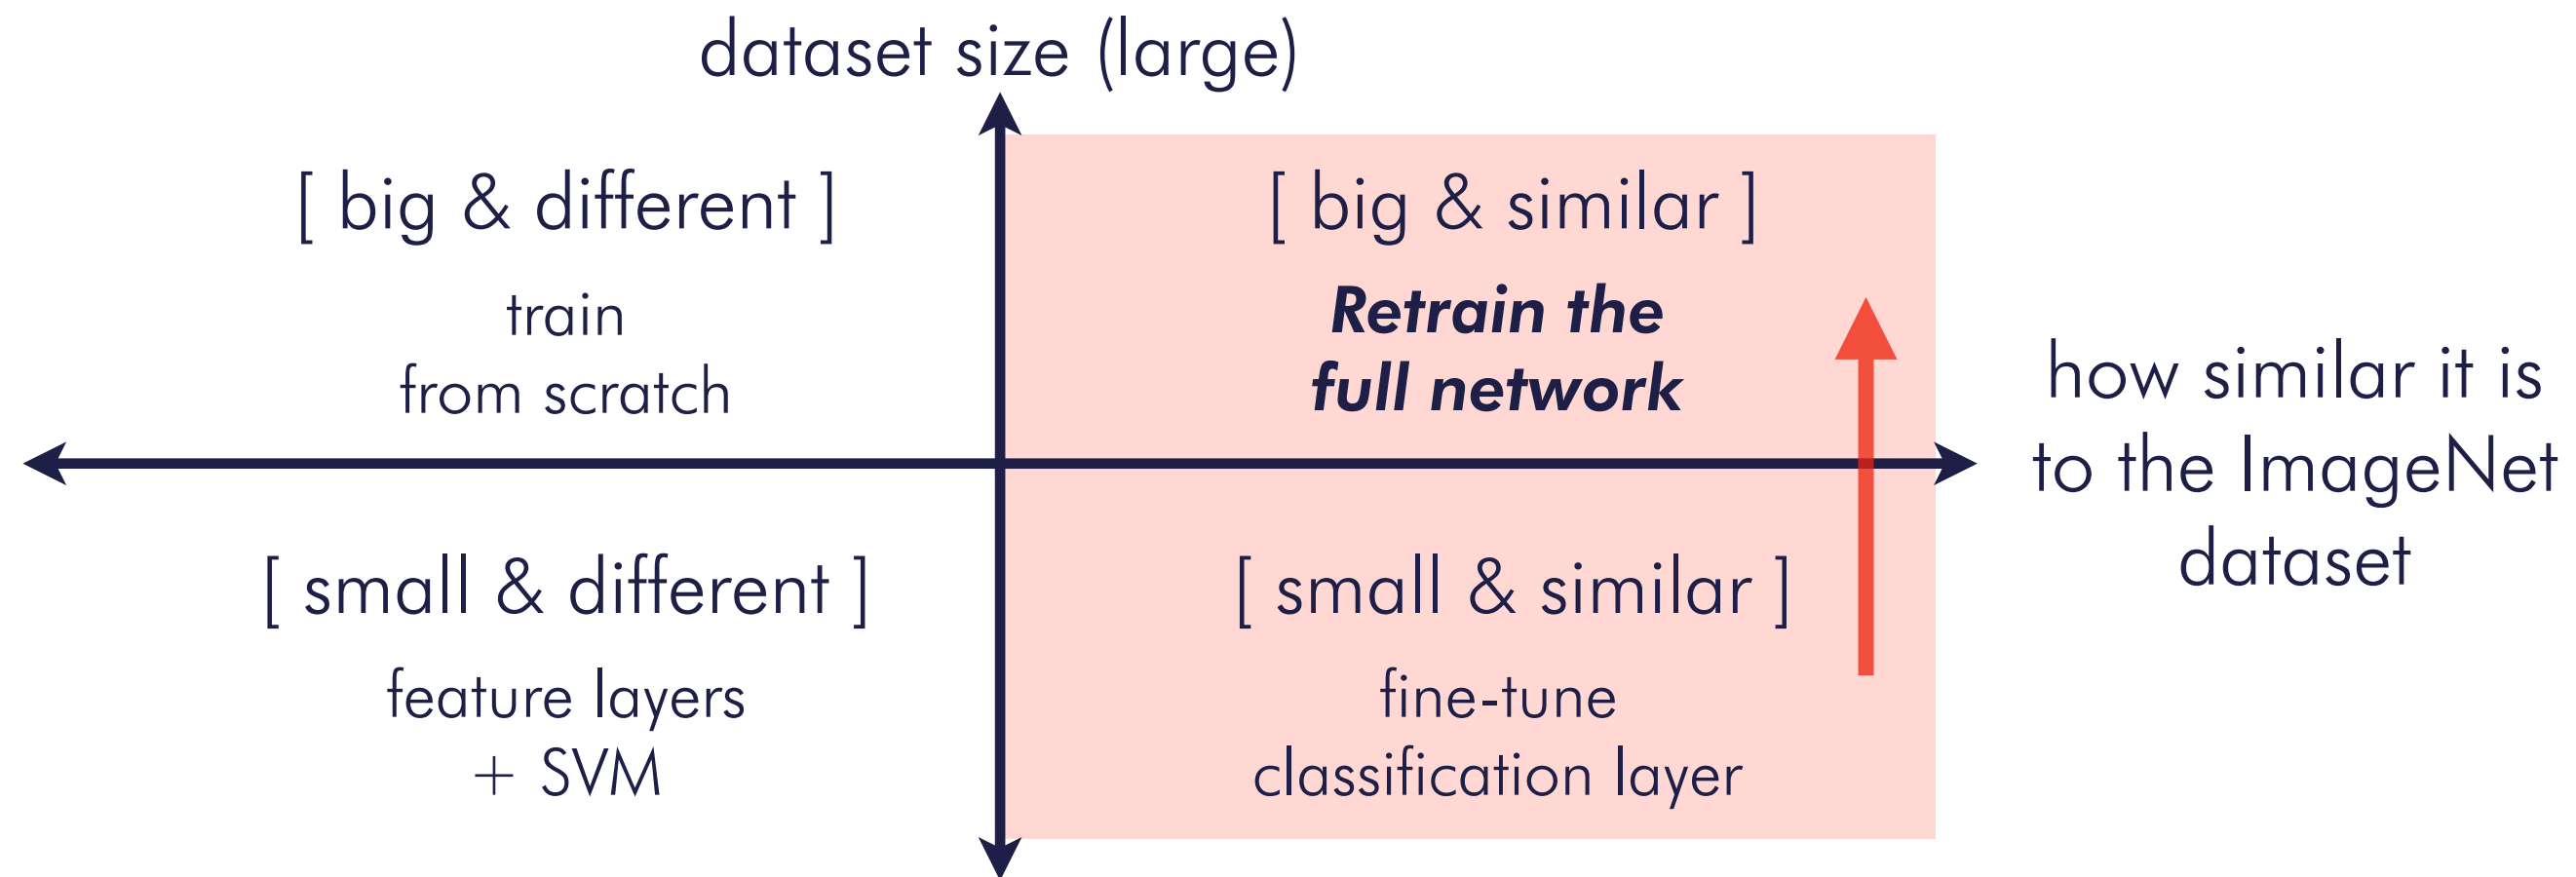 dataset size (large)
[ big & different ]
train
from scratch
[ big & similar ]
Retrain the
full network
how similar it is
to the ImageNet
dataset
[ small & different ]
feature layers
+ SVM
[ small & similar ]
fine-tune
classification layer